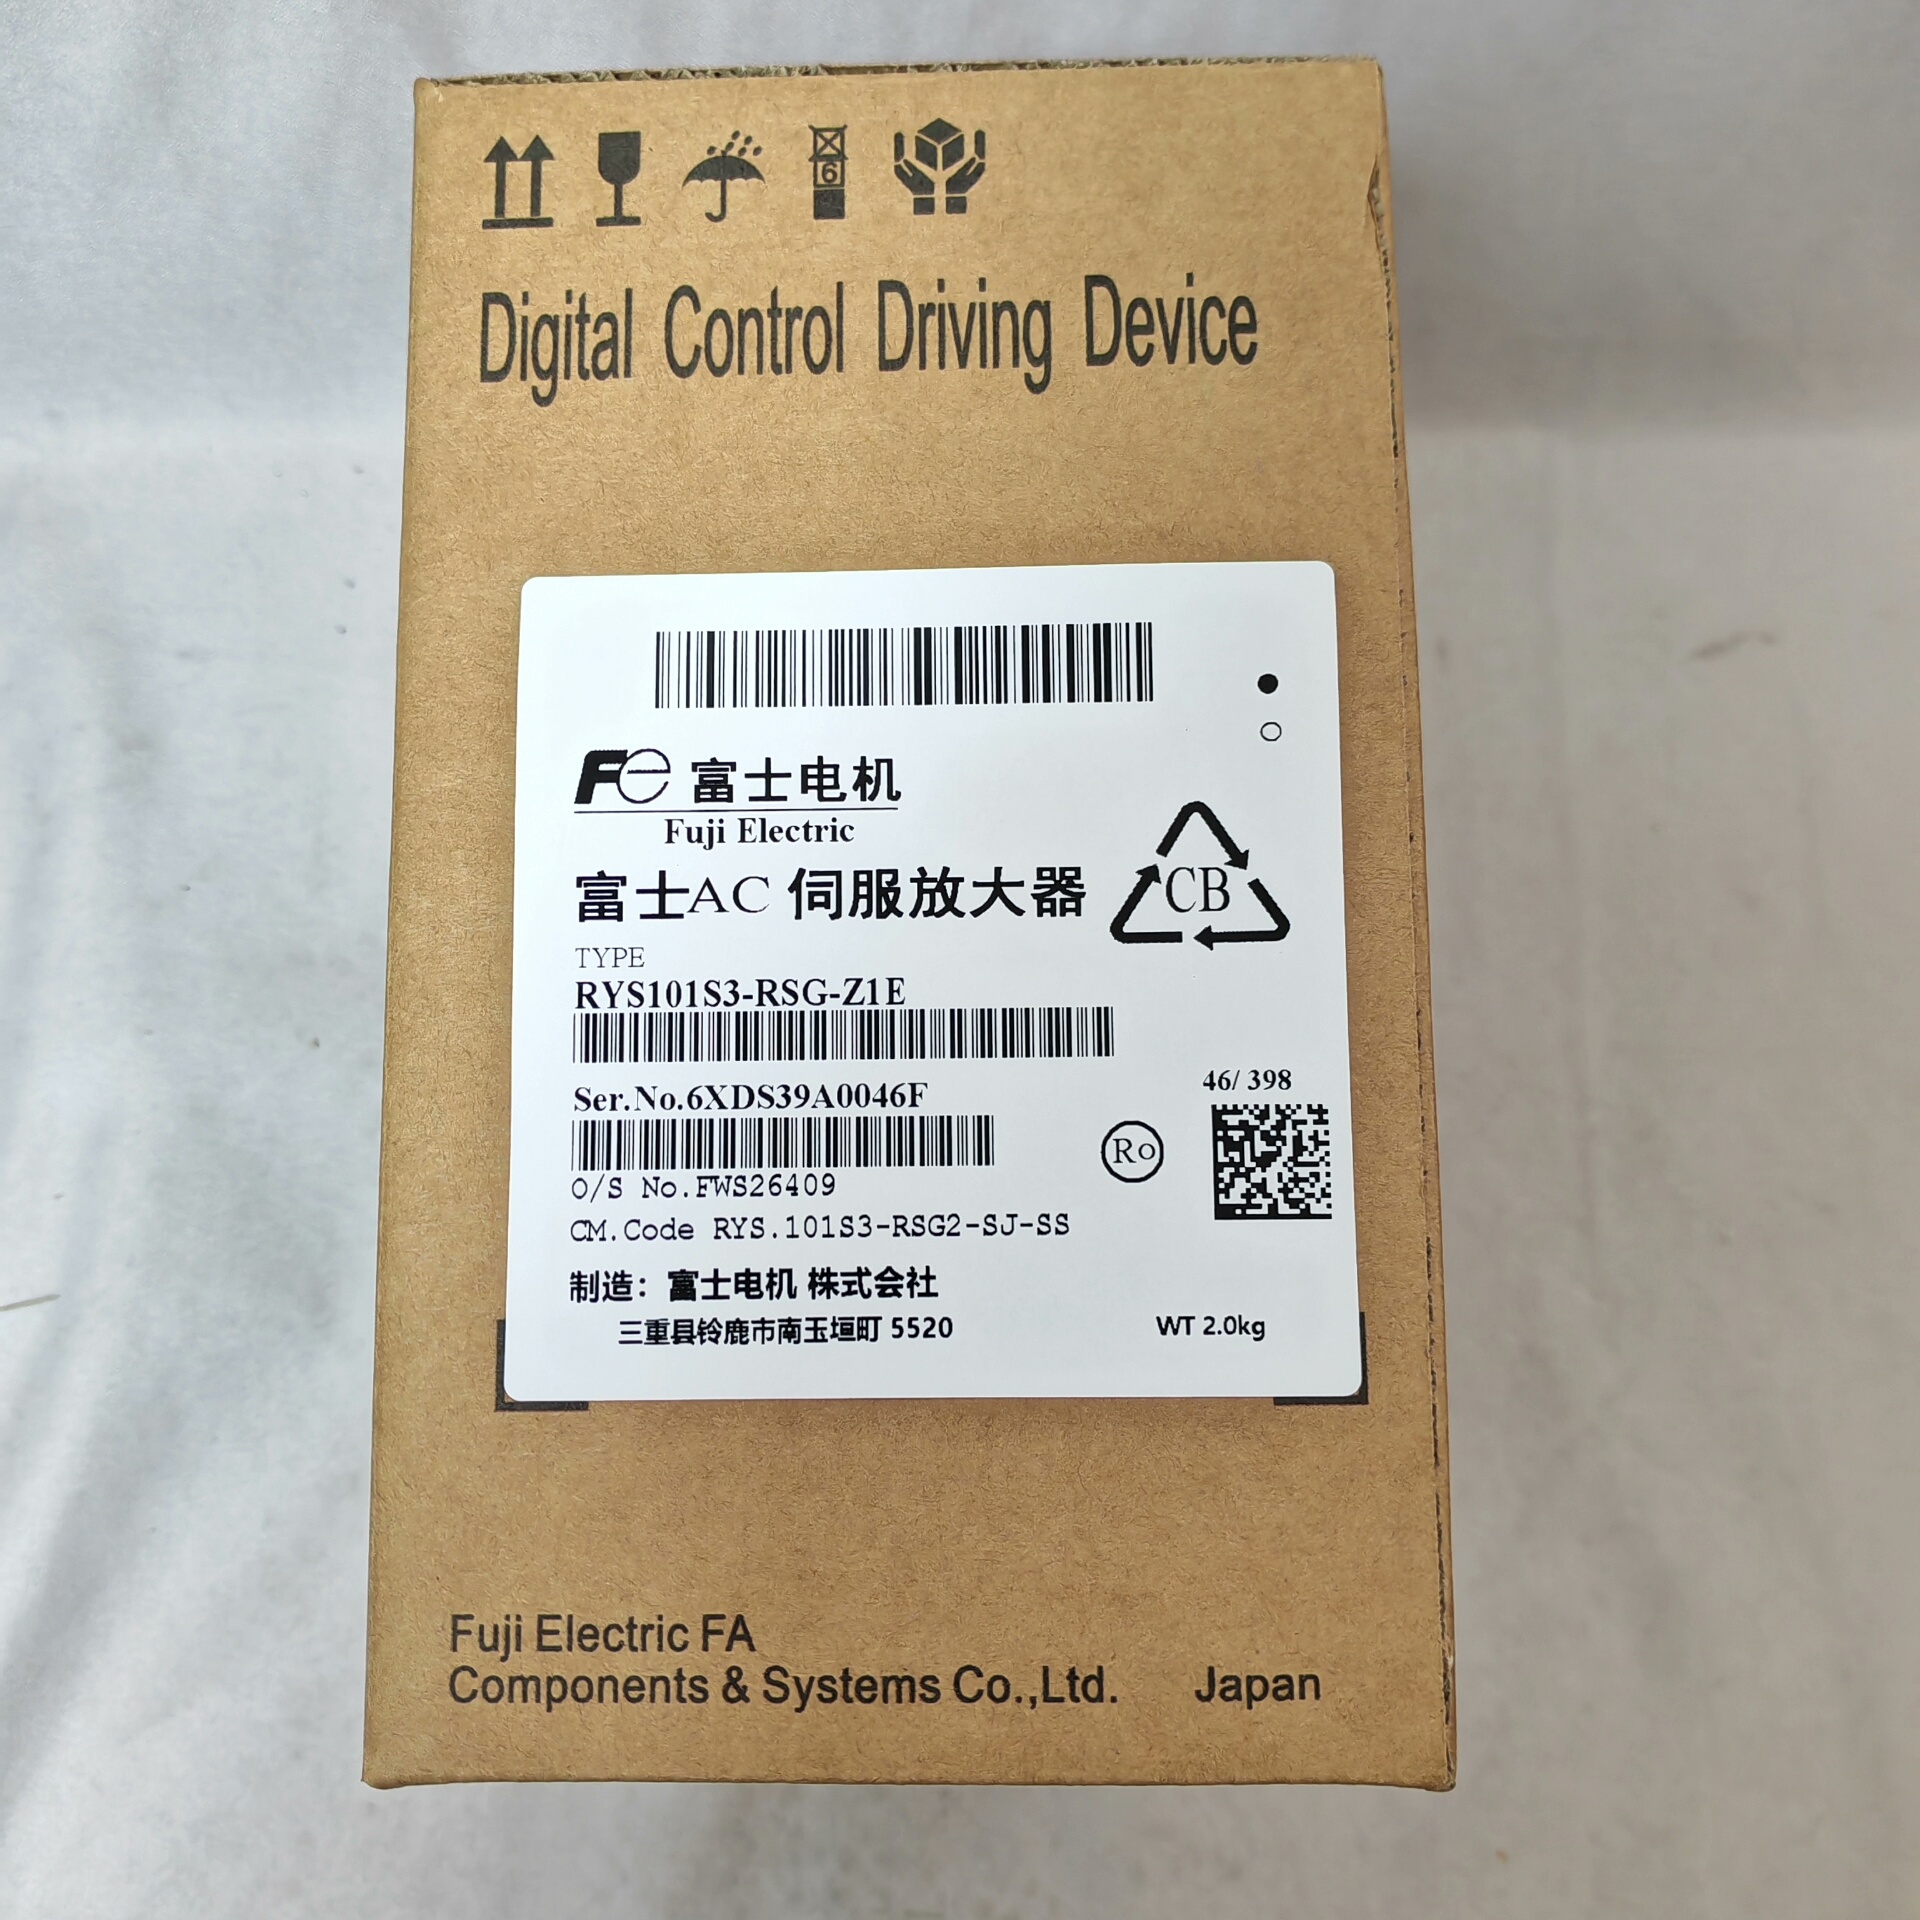 6
Digital Control Driving Device
Fe 富士电机
Fuji Electric
富士AC 伺服放大器
CB
TYPE
RYS101S3-RSG-Z1E
Ser.No.6XDS39A0046F
46/ 398
Ro
O/S No.FWS26409
CM.Code RYS.101S3-RSG2-SJ-SS
制造：富士电机 株式会社
三重县铃鹿市南玉垣町 5520
WT 2.0kg
Fuji Electric FA
Components & Systems Co.,Ltd. Japan